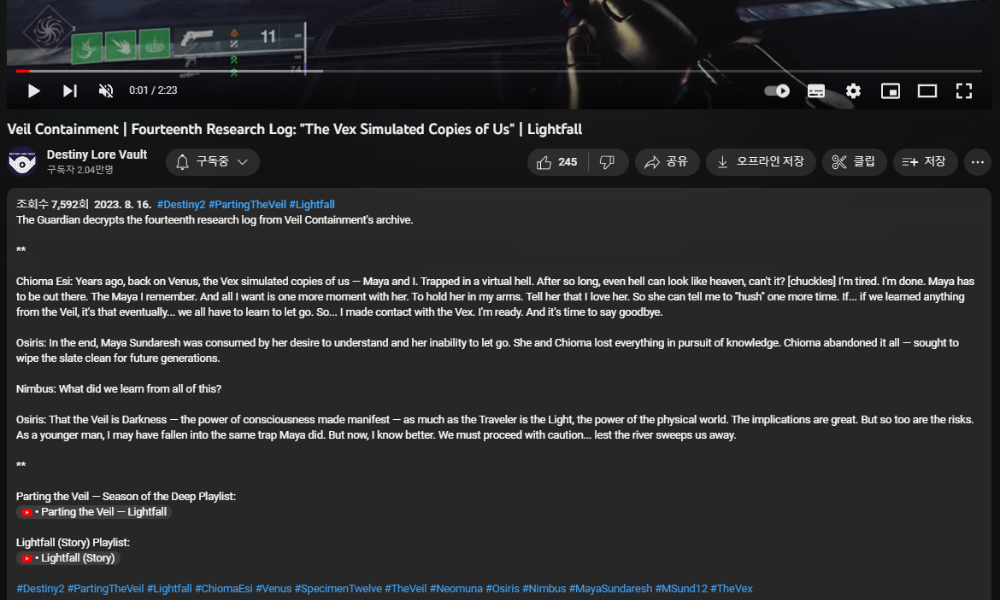 11
74
0:01 / 2:23
Veil Containment | Fourteenth Research Log: "The Vex Simulated Copies of Us" | Lightfall
DESTINY LORE VAULT
Destiny Lore Vault
구독자 2.04만명
구독중
245
공유
오프라인 저장
클립
저장
조회수 7,592회 2023. 8. 16. #Destiny2 #PartingTheVeil #Lightfall
The Guardian decrypts the fourteenth research log from Veil Containment's archive.
**
Chioma Esi: Years ago, back on Venus, the Vex simulated copies of us — Maya and I. Trapped in a virtual hell. After so long, even hell can look like heaven, can't it? [chuckles] I'm tired. I'm done. Maya has
to be out there. The Maya I remember. And all I want is one more moment with her. To hold her in my arms. Tell her that I love her. So she can tell me to "hush" one more time. If... if we learned anything
from the Veil, it's that eventually... we all have to learn to let go. So... I made contact with the Vex. I'm ready. And it's time to say goodbye.
Osiris: In the end, Maya Sundaresh was consumed by her desire to understand and her inability to let go. She and Chioma lost everything in pursuit of knowledge. Chioma abandoned it all — sought to
wipe the slate clean for future generations.
Nimbus: What did we learn from all of this?
Osiris: That the Veil is Darkness — the power of consciousness made manifest — as much as the Traveler is the Light, the power of the physical world. The implications are great. But so too are the risks.
As a younger man, I may have fallen into the same trap Maya did. But now, I know better. We must proceed with caution... lest the river sweeps us away.
**
Parting the Veil — Season of the Deep Playlist:
• Parting the Veil — Lightfall
Lightfall (Story) Playlist:
• Lightfall (Story)
#Destiny2 #PartingTheVeil #Lightfall #ChiomaEsi #Venus #SpecimenTwelve #TheVeil #Neomuna #Osiris #Nimbus #MayaSundaresh #MSund12 #TheVex